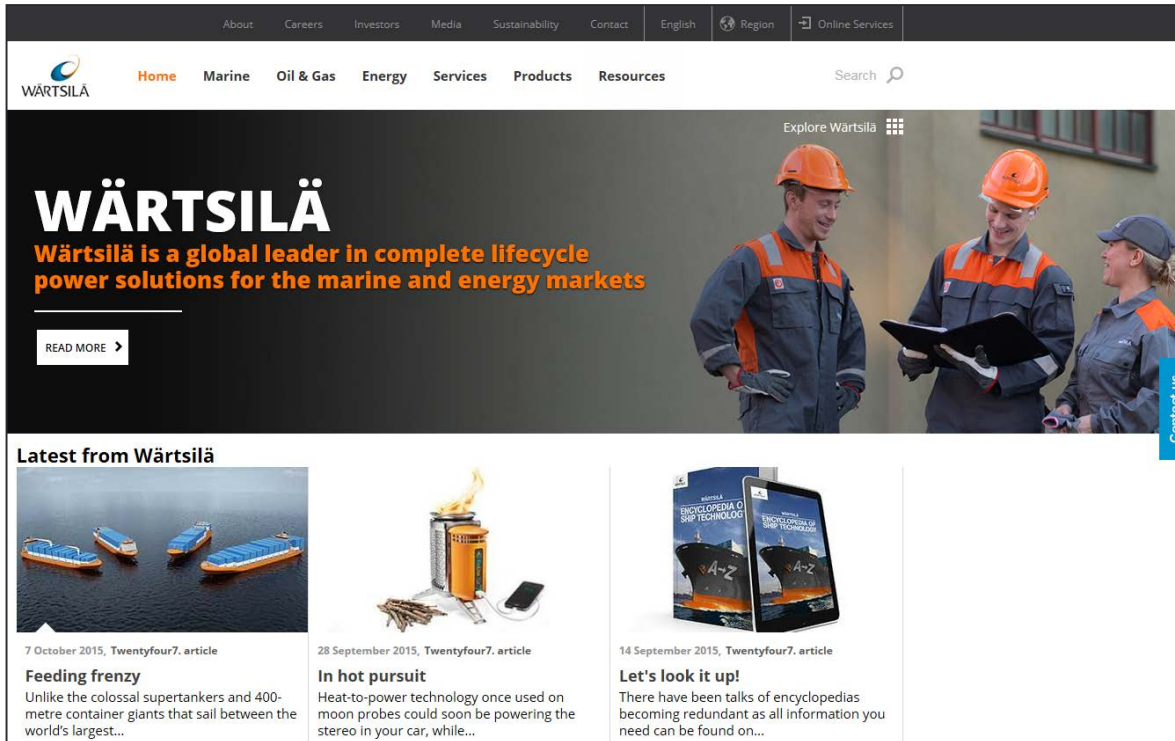 About Careers Investors Media Sustainability Contact English Region Online Services
WÄRTSILÄ
Home Marine Oil & Gas Energy Services Products Resources
Search
Explore Wärtsilä
WÄRTSILÄ
Wärtsilä is a global leader in complete lifecycle
power solutions for the marine and energy markets
READ MORE
Contact us
Latest from Wärtsilä
WÄRTSILÄ
ENCYCLOPEDIA OF
SHIP TECHNOLOGY
A-Z
WÄRTSILÄ
ENCYCLOPEDIA OF
SHIP TECHNOLOGY
A-Z
7 October 2015, Twentyfour7. article
Feeding frenzy
Unlike the colossal supertankers and 400-
metre container giants that sail between the
world's largest...
28 September 2015, Twentyfour7. article
In hot pursuit
Heat-to-power technology once used on
moon probes could soon be powering the
stereo in your car, while...
14 September 2015, Twentyfour7. article
Let's look it up!
There have been talks of encyclopedias
becoming redundant as all information you
need can be found on...